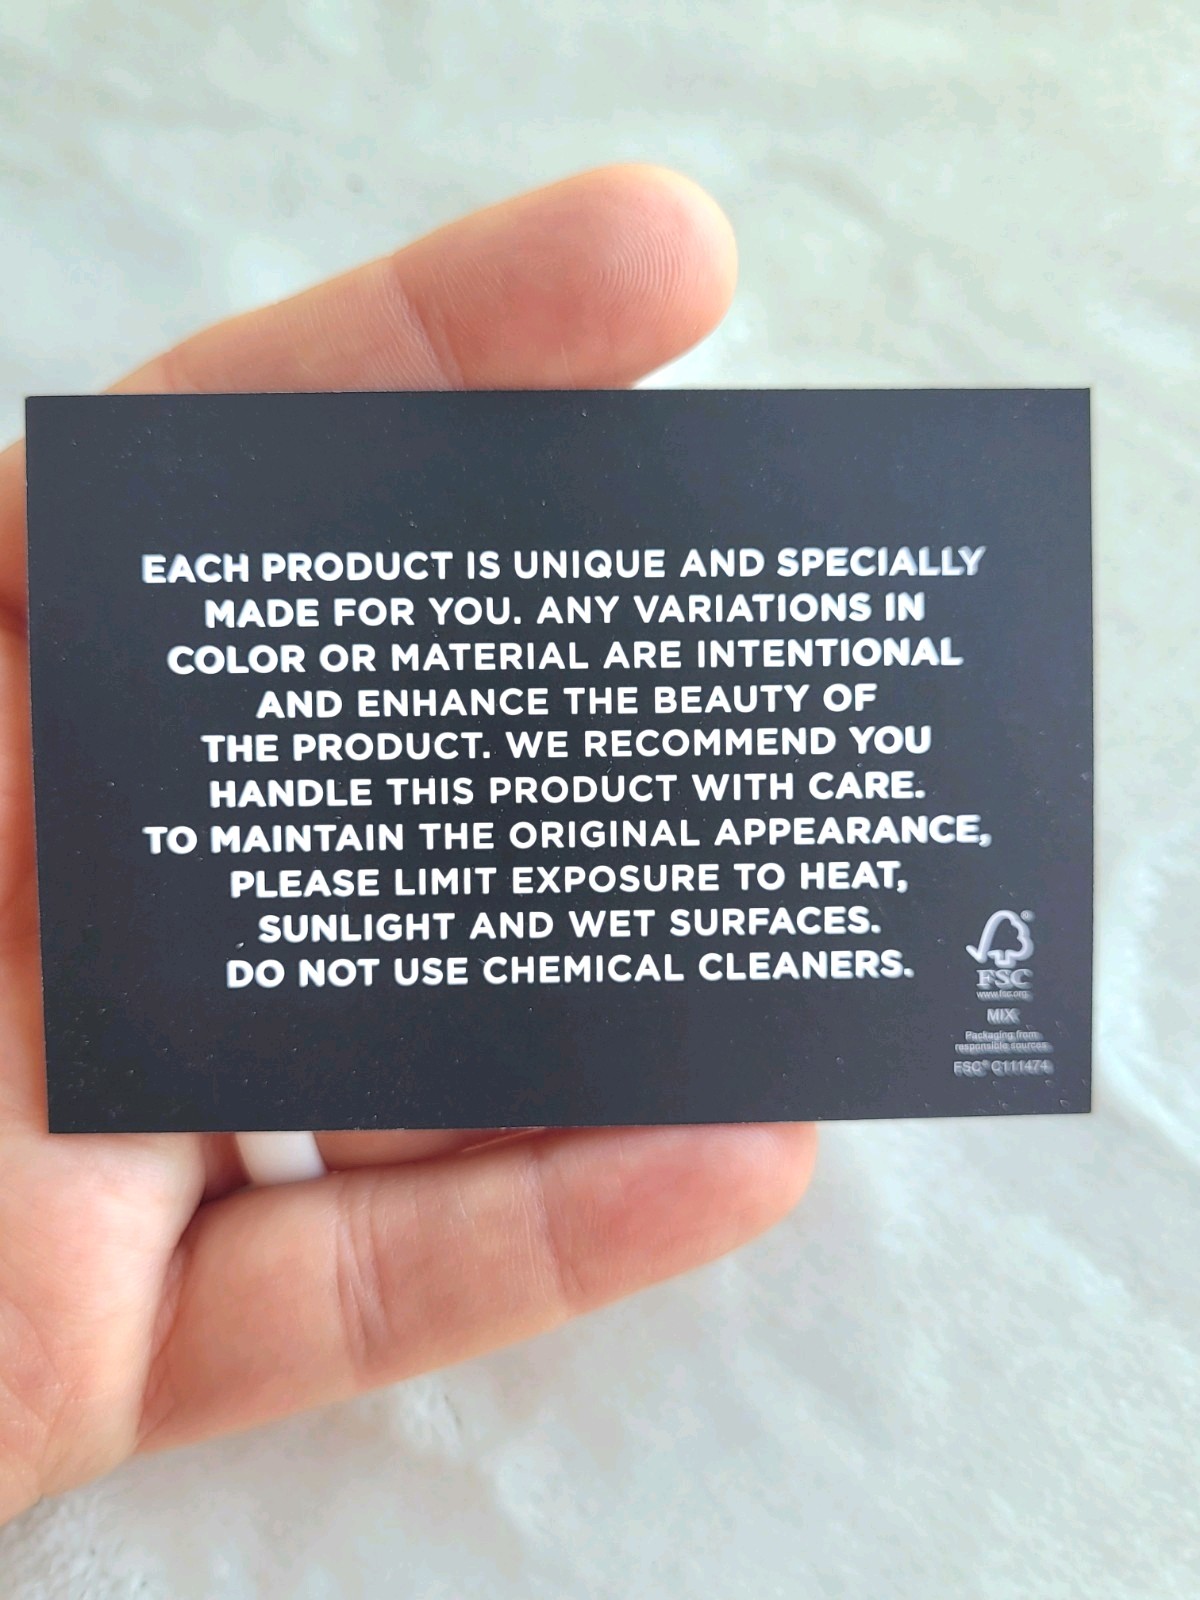 EACH PRODUCT IS UNIQUE AND SPECIALLY
MADE FOR YOU. ANY VARIATIONS IN
COLOR OR MATERIAL ARE INTENTIONAL
AND ENHANCE THE BEAUTY OF
THE PRODUCT. WE RECOMMEND YOU
HANDLE THIS PRODUCT WITH CARE.
TO MAINTAIN THE ORIGINAL APPEARANCE,
PLEASE LIMIT EXPOSURE TO HEAT,
SUNLIGHT AND WET SURFACES.
DO NOT USE CHEMICAL CLEANERS.
®
FSC
www.fsc.org
MIX
Packaging from
responsible sources
FSC® C111474